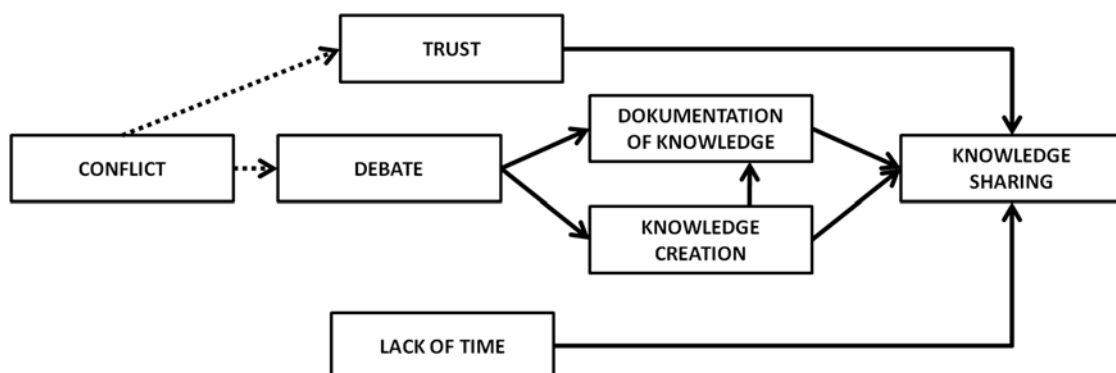 TRUST
CONFLICT
DEBATE
DOKUMENTATION
OF KNOWLEDGE
KNOWLEDGE
CREATION
KNOWLEDGE
SHARING
LACK OF TIME